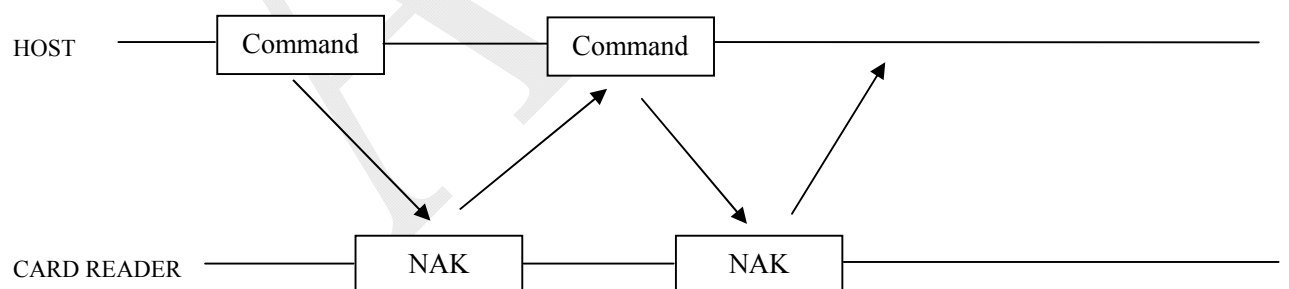 HOST
Command
Command
CARD READER
NAK
NAK